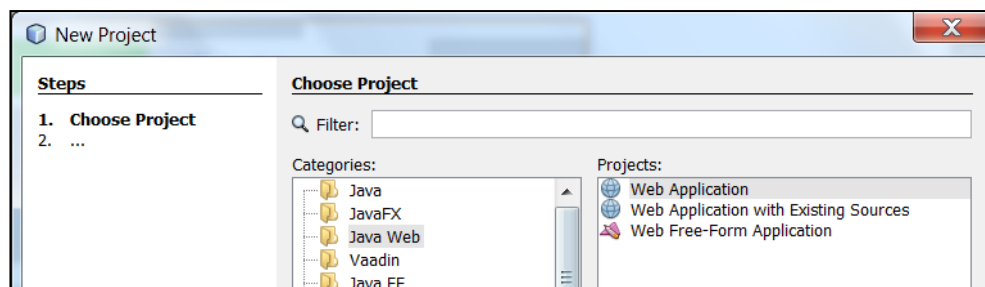 New Project
X
Steps
1. Choose Project
2. ...
Choose Project
Filter:
Categories:
Java
JavaFX
Java Web
Vaadin
Java EE
Projects:
Web Application
Web Application with Existing Sources
Web Free-Form Application